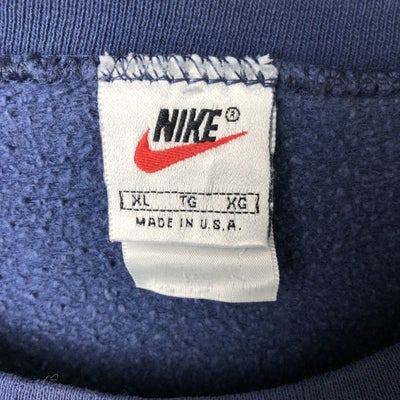 NIKE®
XL TG XG
MADE IN U.S.A.